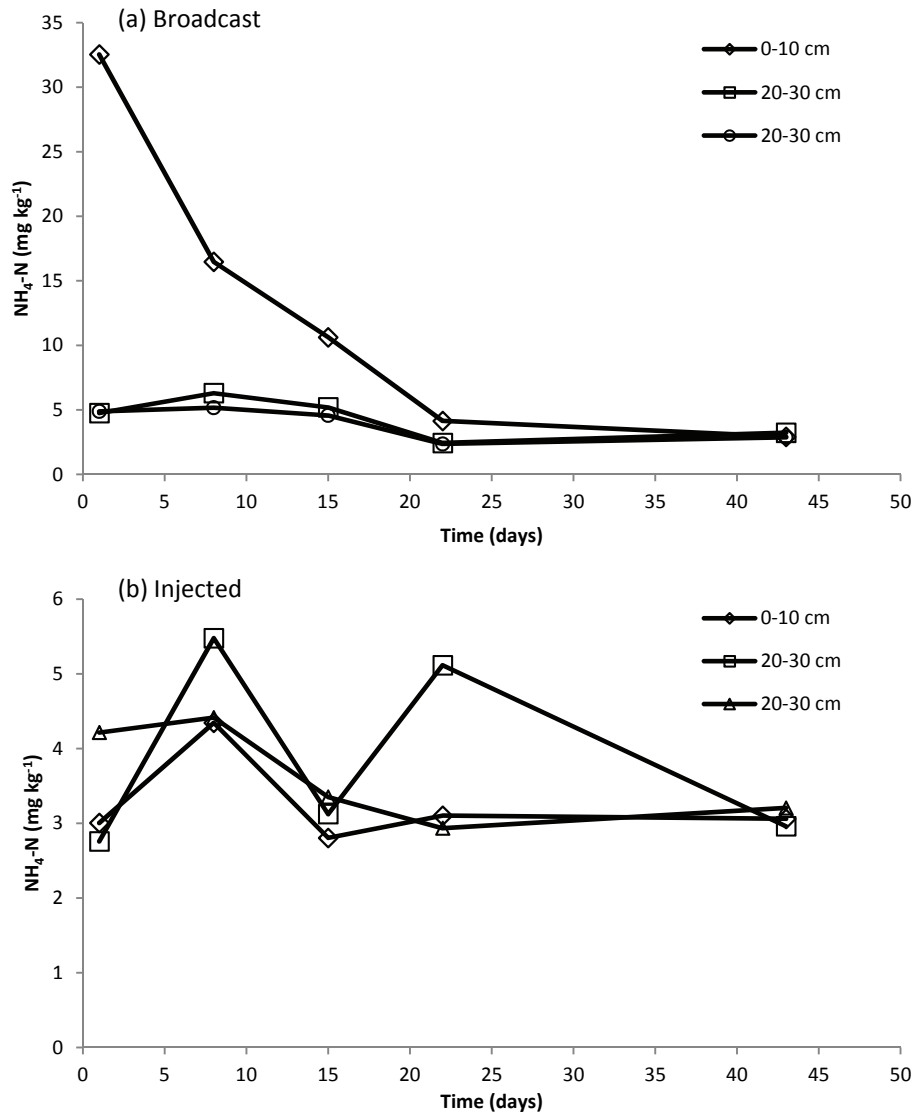 (a) Broadcast
35
30
25
20
15
10
5
0
NH₄-N (mg kg⁻¹)
0-10 cm
20-30 cm
20-30 cm
0 5 10 15 20 25 30 35 40 45 50
Time (days)
(b) Injected
6
5
4
3
2
1
0
NH₄-N (mg kg⁻¹)
0-10 cm
20-30 cm
20-30 cm
0 5 10 15 20 25 30 35 40 45 50
Time (days)